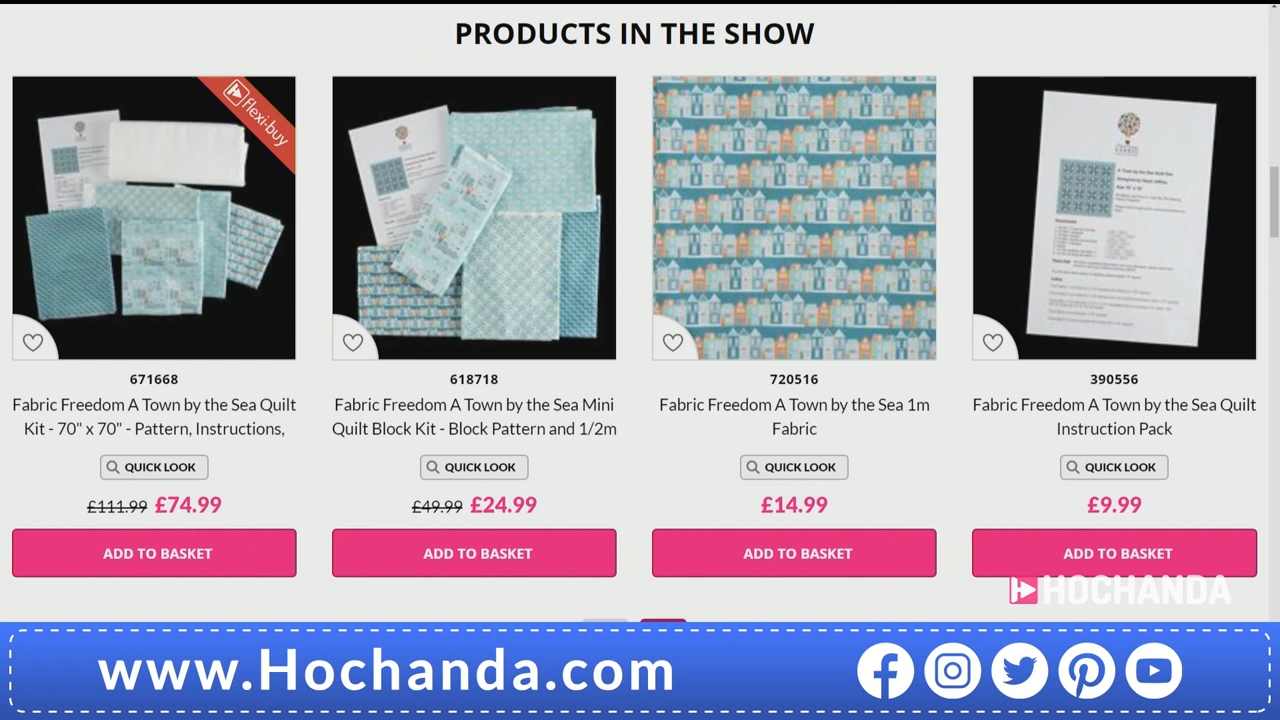 PRODUCTS IN THE SHOW
flexi-buy
671668
Fabric Freedom A Town by the Sea Quilt
Kit - 70" x 70" - Pattern, Instructions,
QUICK LOOK
£111.99 £74.99
ADD TO BASKET
618718
Fabric Freedom A Town by the Sea Mini
Quilt Block Kit - Block Pattern and 1/2m
QUICK LOOK
£49.99 £24.99
ADD TO BASKET
720516
Fabric Freedom A Town by the Sea 1m
Fabric
QUICK LOOK
£14.99
ADD TO BASKET
390556
Fabric Freedom A Town by the Sea Quilt
Instruction Pack
QUICK LOOK
£9.99
ADD TO BASKET
HOCHANDA
www.Hochanda.com